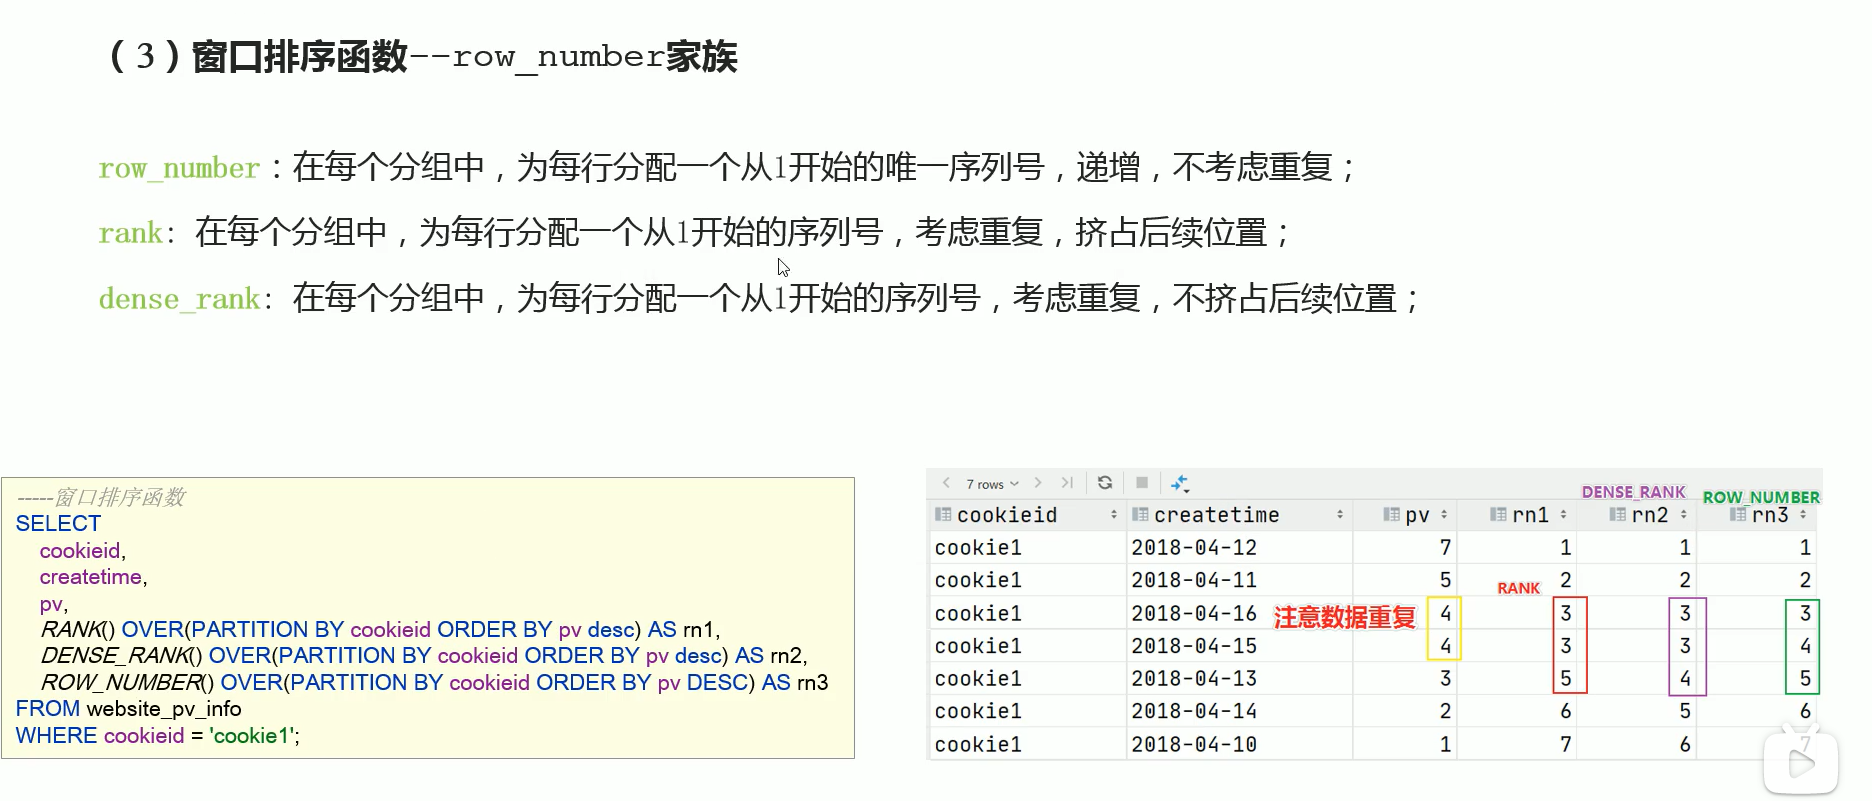 （3）窗口排序函数--row_number家族
row_number：在每个分组中，为每行分配一个从1开始的唯一序列号，递增，不考虑重复；
rank: 在每个分组中，为每行分配一个从1开始的序列号，考虑重复，挤占后续位置；
dense_rank: 在每个分组中，为每行分配一个从1开始的序列号，考虑重复，不挤占后续位置；
-----窗口排序函数
SELECT
cookieid,
createtime,
pv,
RANK() OVER(PARTITION BY cookieid ORDER BY pv desc) AS rn1,
DENSE_RANK() OVER(PARTITION BY cookieid ORDER BY pv desc) AS rn2,
ROW_NUMBER() OVER(PARTITION BY cookieid ORDER BY pv DESC) AS rn3
FROM website_pv_info
WHERE cookieid = 'cookie1';
7 rows
DENSE_RANK ROW_NUMBER
cookieid createtime pv rn1 rn2 rn3
cookie1 2018-04-12 7 1 1 1
cookie1 2018-04-11 5 2 2 2
RANK
cookie1 2018-04-16 注意数据重复 4 3 3 3
cookie1 2018-04-15 4 3 3 4
cookie1 2018-04-13 3 5 4 5
cookie1 2018-04-14 2 6 5 6
cookie1 2018-04-10 1 7 6 7